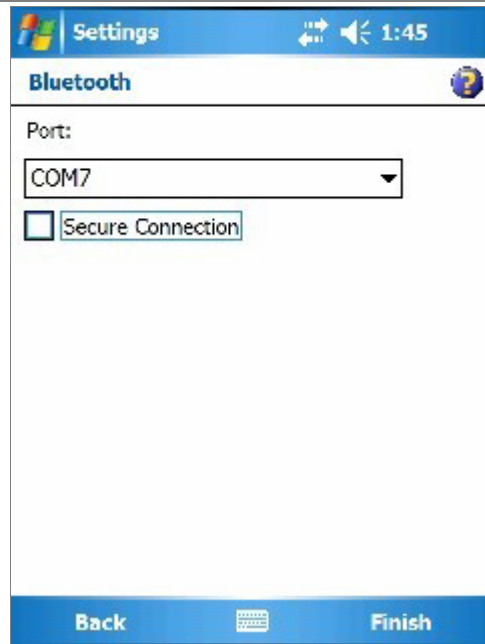 Settings 1:45
Bluetooth
Port:
COM7
Secure Connection
Back Finish